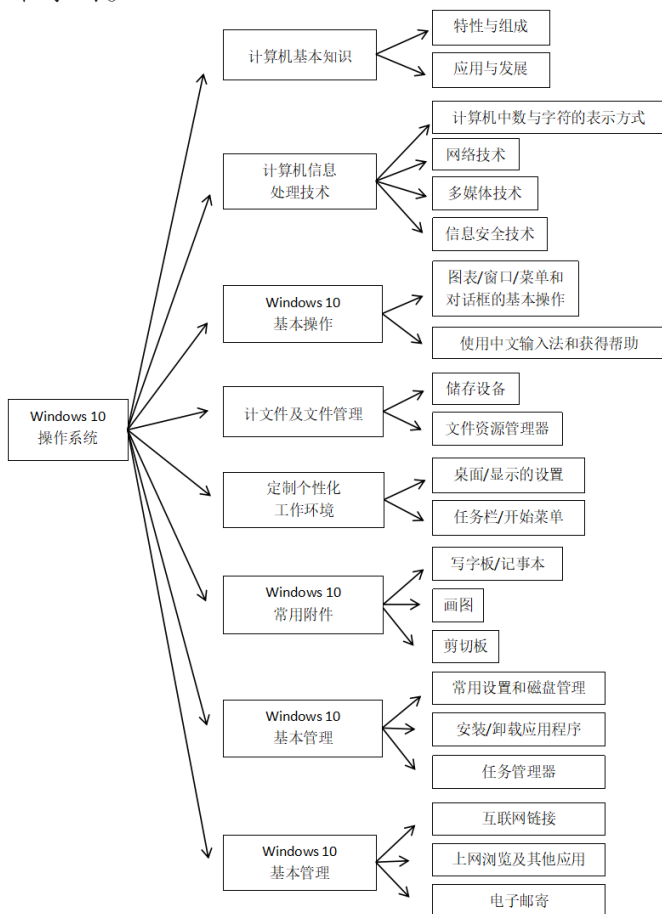 计算机基本知识
特性与组成
应用与发展
计算机信息
处理技术
计算机中数与字符的表示方式
网络技术
多媒体技术
信息安全技术
Windows 10
基本操作
图表/窗口/菜单和
对话框的基本操作
使用中文输入法和获得帮助
Windows 10
操作系统
计文件及文件管理
储存设备
文件资源管理器
定制个性化
工作环境
桌面/显示的设置
任务栏/开始菜单
Windows 10
常用附件
写字板/记事本
画图
剪切板
Windows 10
基本管理
常用设置和磁盘管理
安装/卸载应用程序
任务管理器
Windows 10
基本管理
互联网链接
上网浏览及其他应用
电子邮寄